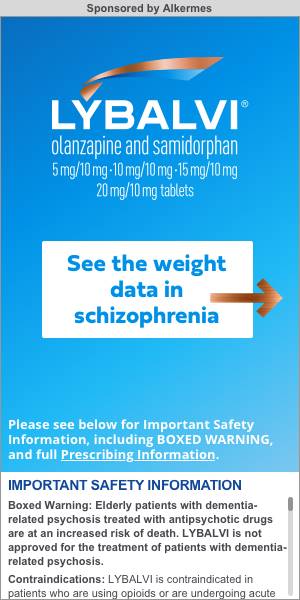 Sponsored by Alkermes
LYBALVI®
olanzapine and samidorphan
5 mg/10 mg·10 mg/10 mg·15 mg/10 mg
20 mg/10 mg tablets
See the weight
data in
schizophrenia
Please see below for Important Safety
Information, including BOXED WARNING,
and full Prescribing Information.
IMPORTANT SAFETY INFORMATION
Boxed Warning: Elderly patients with dementia-
related psychosis treated with antipsychotic drugs
are at an increased risk of death. LYBALVI is not
approved for the treatment of patients with dementia-
related psychosis.
Contraindications: LYBALVI is contraindicated in
patients who are using opioids or are undergoing acute